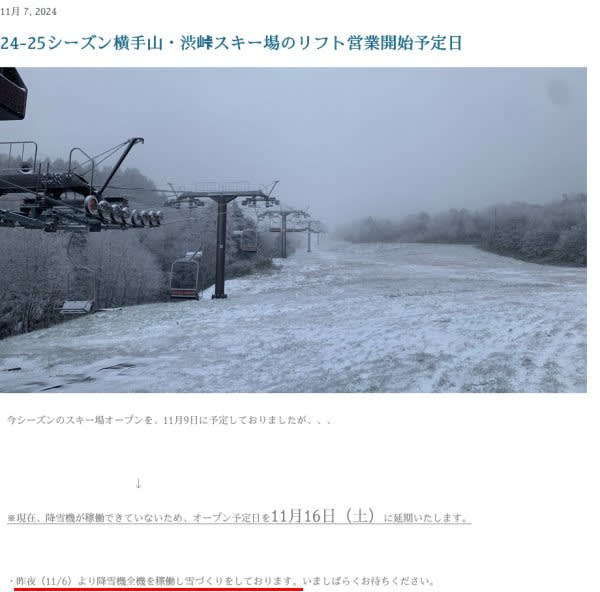 11月 7, 2024
24-25シーズン横手山・渋峠スキー場のリフト営業開始予定日
今シーズンのスキー場オープンを、11月9日に予定しておりましたが、、、
↓
※現在、降雪機が稼働できていないため、オープン予定日を11月16日（土）に延期いたします。
・昨夜（11/6）より降雪機全機を稼働し雪づくりをしております。いましばらくお待ちください。